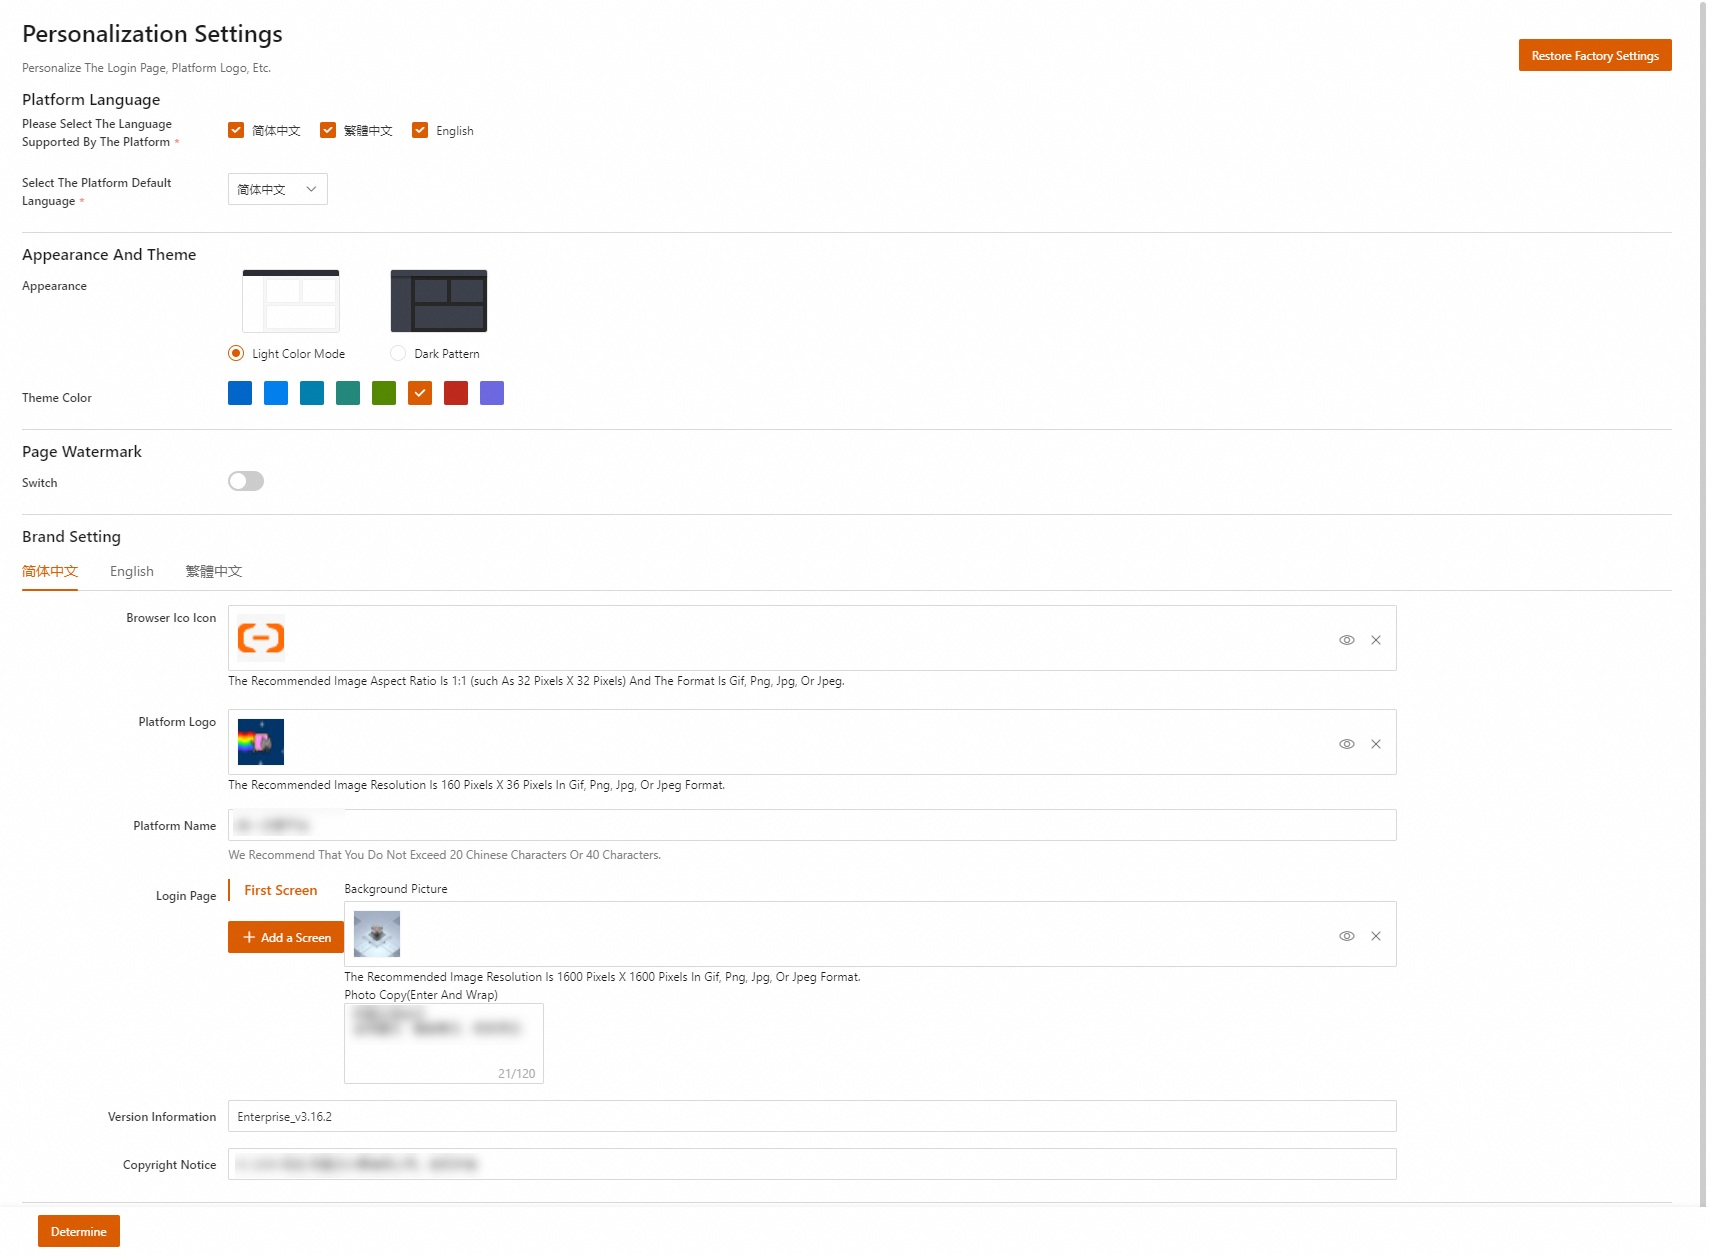 Personalization Settings
Personalize The Login Page, Platform Logo, Etc.
Restore Factory Settings
Platform Language
Please Select The Language
Supported By The Platform *
简体中文 繁體中文 English
Select The Platform Default
Language *
简体中文
Appearance And Theme
Appearance
Light Color Mode Dark Pattern
Theme Color
Page Watermark
Switch
Brand Setting
简体中文 English 繁體中文
Browser Ico Icon
The Recommended Image Aspect Ratio Is 1:1 (such As 32 Pixels X 32 Pixels) And The Format Is Gif, Png, Jpg, Or Jpeg.
Platform Logo
The Recommended Image Resolution Is 160 Pixels X 36 Pixels In Gif, Png, Jpg, Or Jpeg Format.
Platform Name
We Recommend That You Do Not Exceed 20 Chinese Characters Or 40 Characters.
Login Page
First Screen
Background Picture
+ Add a Screen
The Recommended Image Resolution Is 1600 Pixels X 1600 Pixels In Gif, Png, Jpg, Or Jpeg Format.
Photo Copy(Enter And Wrap)
21/120
Version Information
Enterprise_v3.16.2
Copyright Notice
Determine